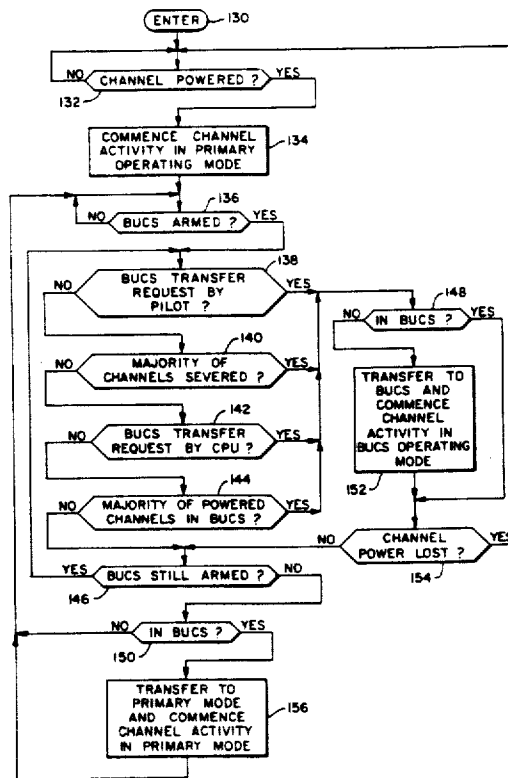 ENTER
130
NO
CHANNEL POWERED ?
YES
132
COMMENCE CHANNEL
ACTIVITY IN PRIMARY
OPERATING MODE
134
136
NO
BUCS ARMED ?
YES
138
NO
BUCS TRANSFER
REQUEST BY
PILOT ?
YES
148
NO
IN BUCS ?
YES
140
NO
MAJORITY OF
CHANNELS SEVERED ?
YES
TRANSFER TO
BUCS AND
COMMENCE
CHANNEL
ACTIVITY IN
BUCS OPERATING
MODE
152
142
NO
BUCS TRANSFER
REQUEST BY CPU ?
YES
144
NO
MAJORITY OF POWERED
CHANNELS IN BUCS ?
YES
NO
CHANNEL
POWER LOST ?
YES
154
YES
BUCS STILL ARMED ?
NO
146
NO
IN BUCS ?
YES
150
TRANSFER TO
PRIMARY MODE
AND COMMENCE
CHANNEL ACTIVITY
IN PRIMARY MODE
156